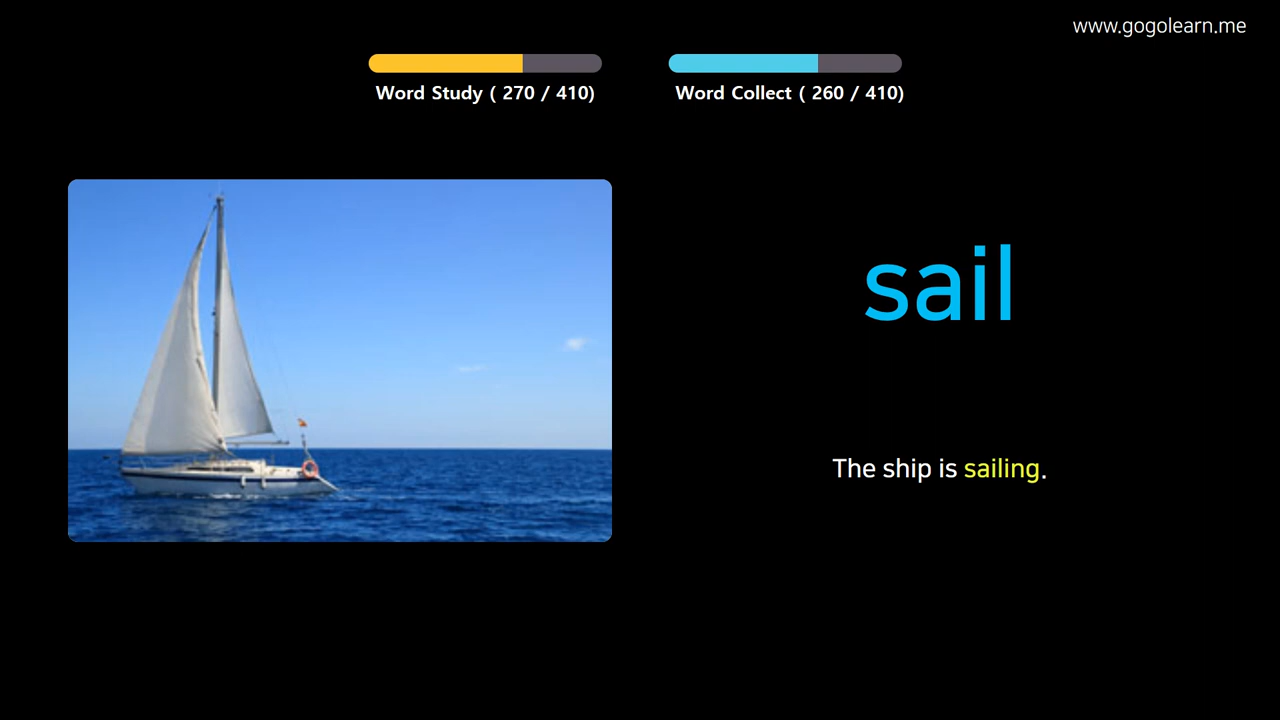 www.gogolearn.me
Word Study ( 270 / 410)
Word Collect ( 260 / 410)
sail
The ship is sailing.